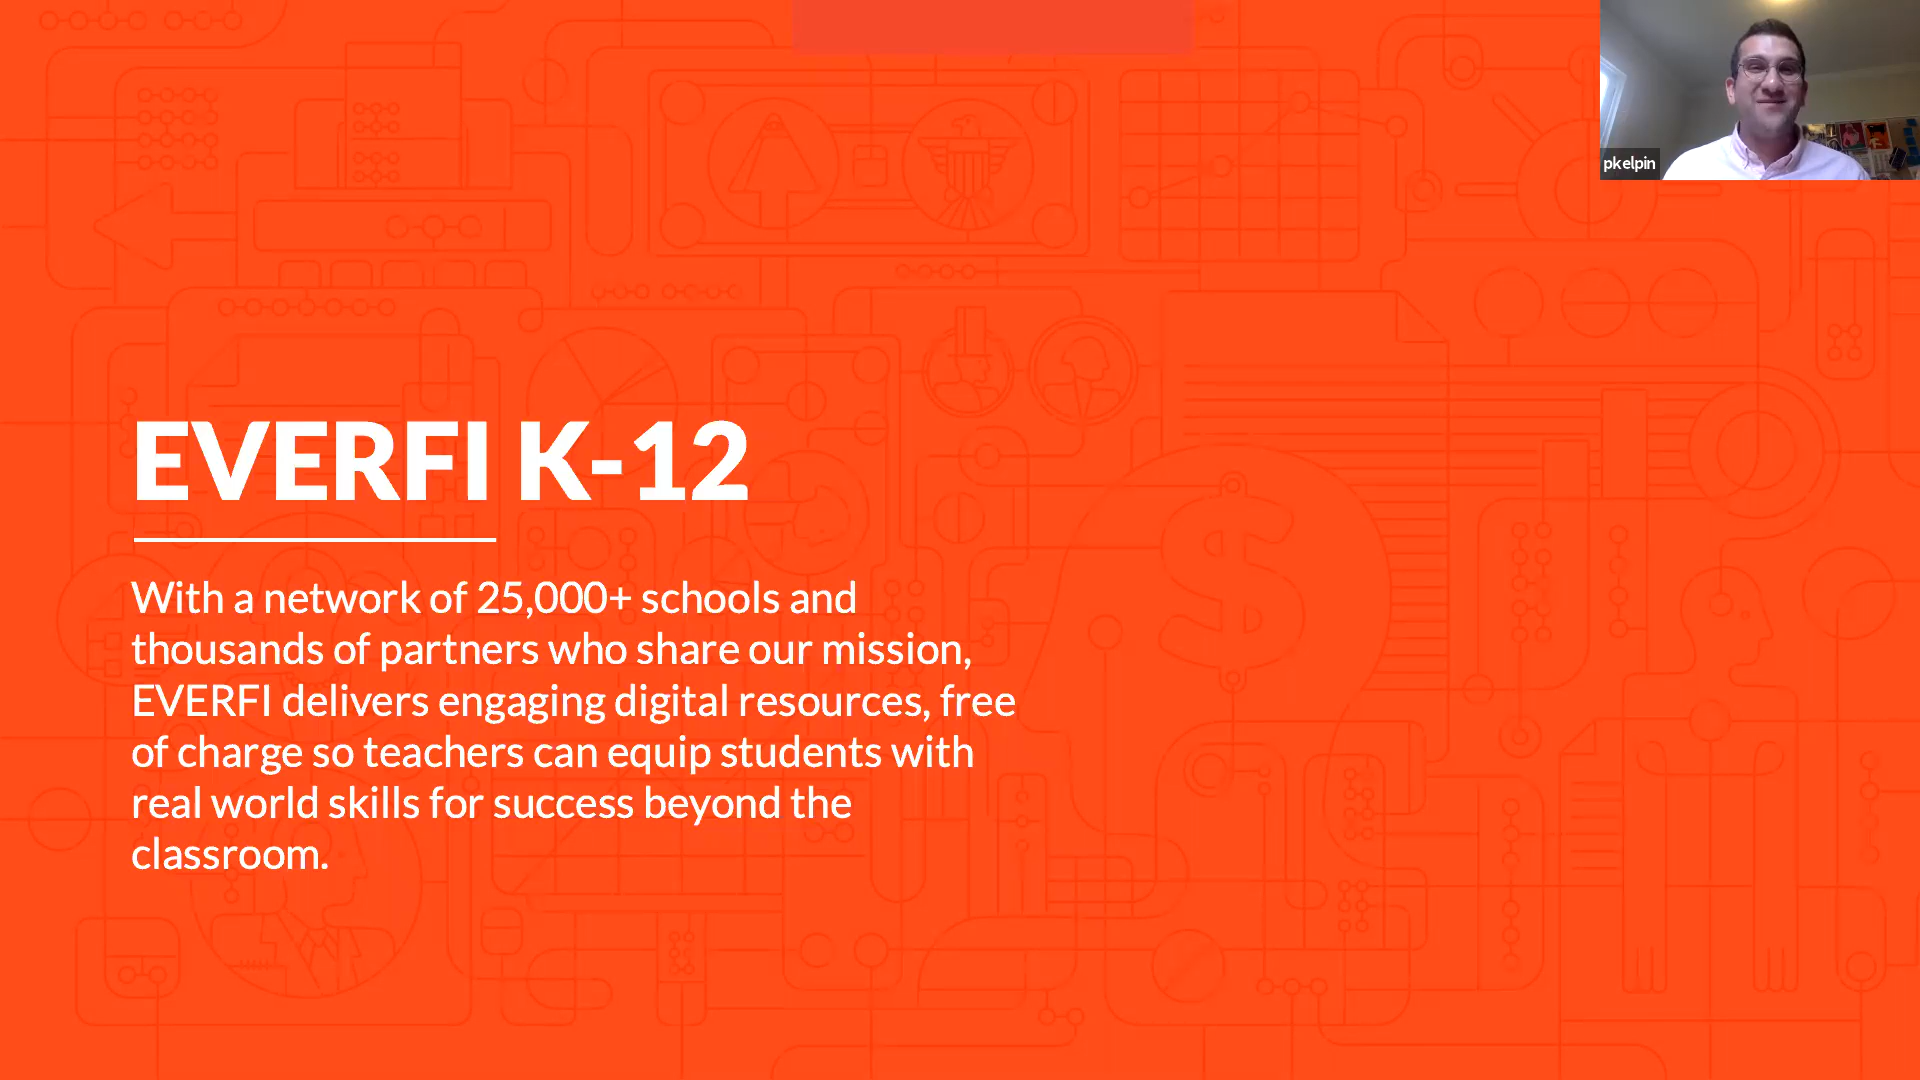 pkelpin
EVERFI K-12
With a network of 25,000+ schools and
thousands of partners who share our mission,
EVERFI delivers engaging digital resources, free
of charge so teachers can equip students with
real world skills for success beyond the
classroom.